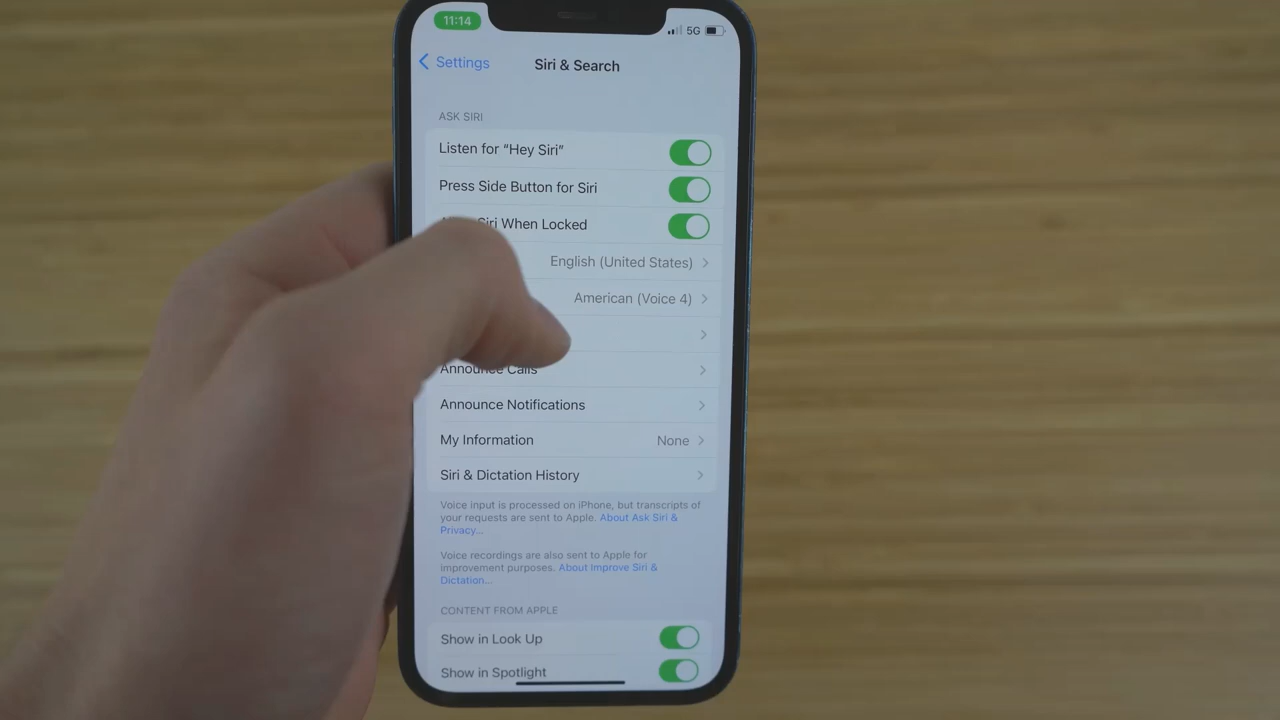 11:14
5G
Settings
Siri & Search
ASK SIRI
Listen for “Hey Siri”
Press Side Button for Siri
Siri When Locked
English (United States)
American (Voice 4)
Announce Calls
Announce Notifications
My Information None
Siri & Dictation History
Voice input is processed on iPhone, but transcripts of
your requests are sent to Apple. About Ask Siri &
Privacy...
Voice recordings are also sent to Apple for
improvement purposes. About Improve Siri &
Dictation...
CONTENT FROM APPLE
Show in Look Up
Show in Spotlight